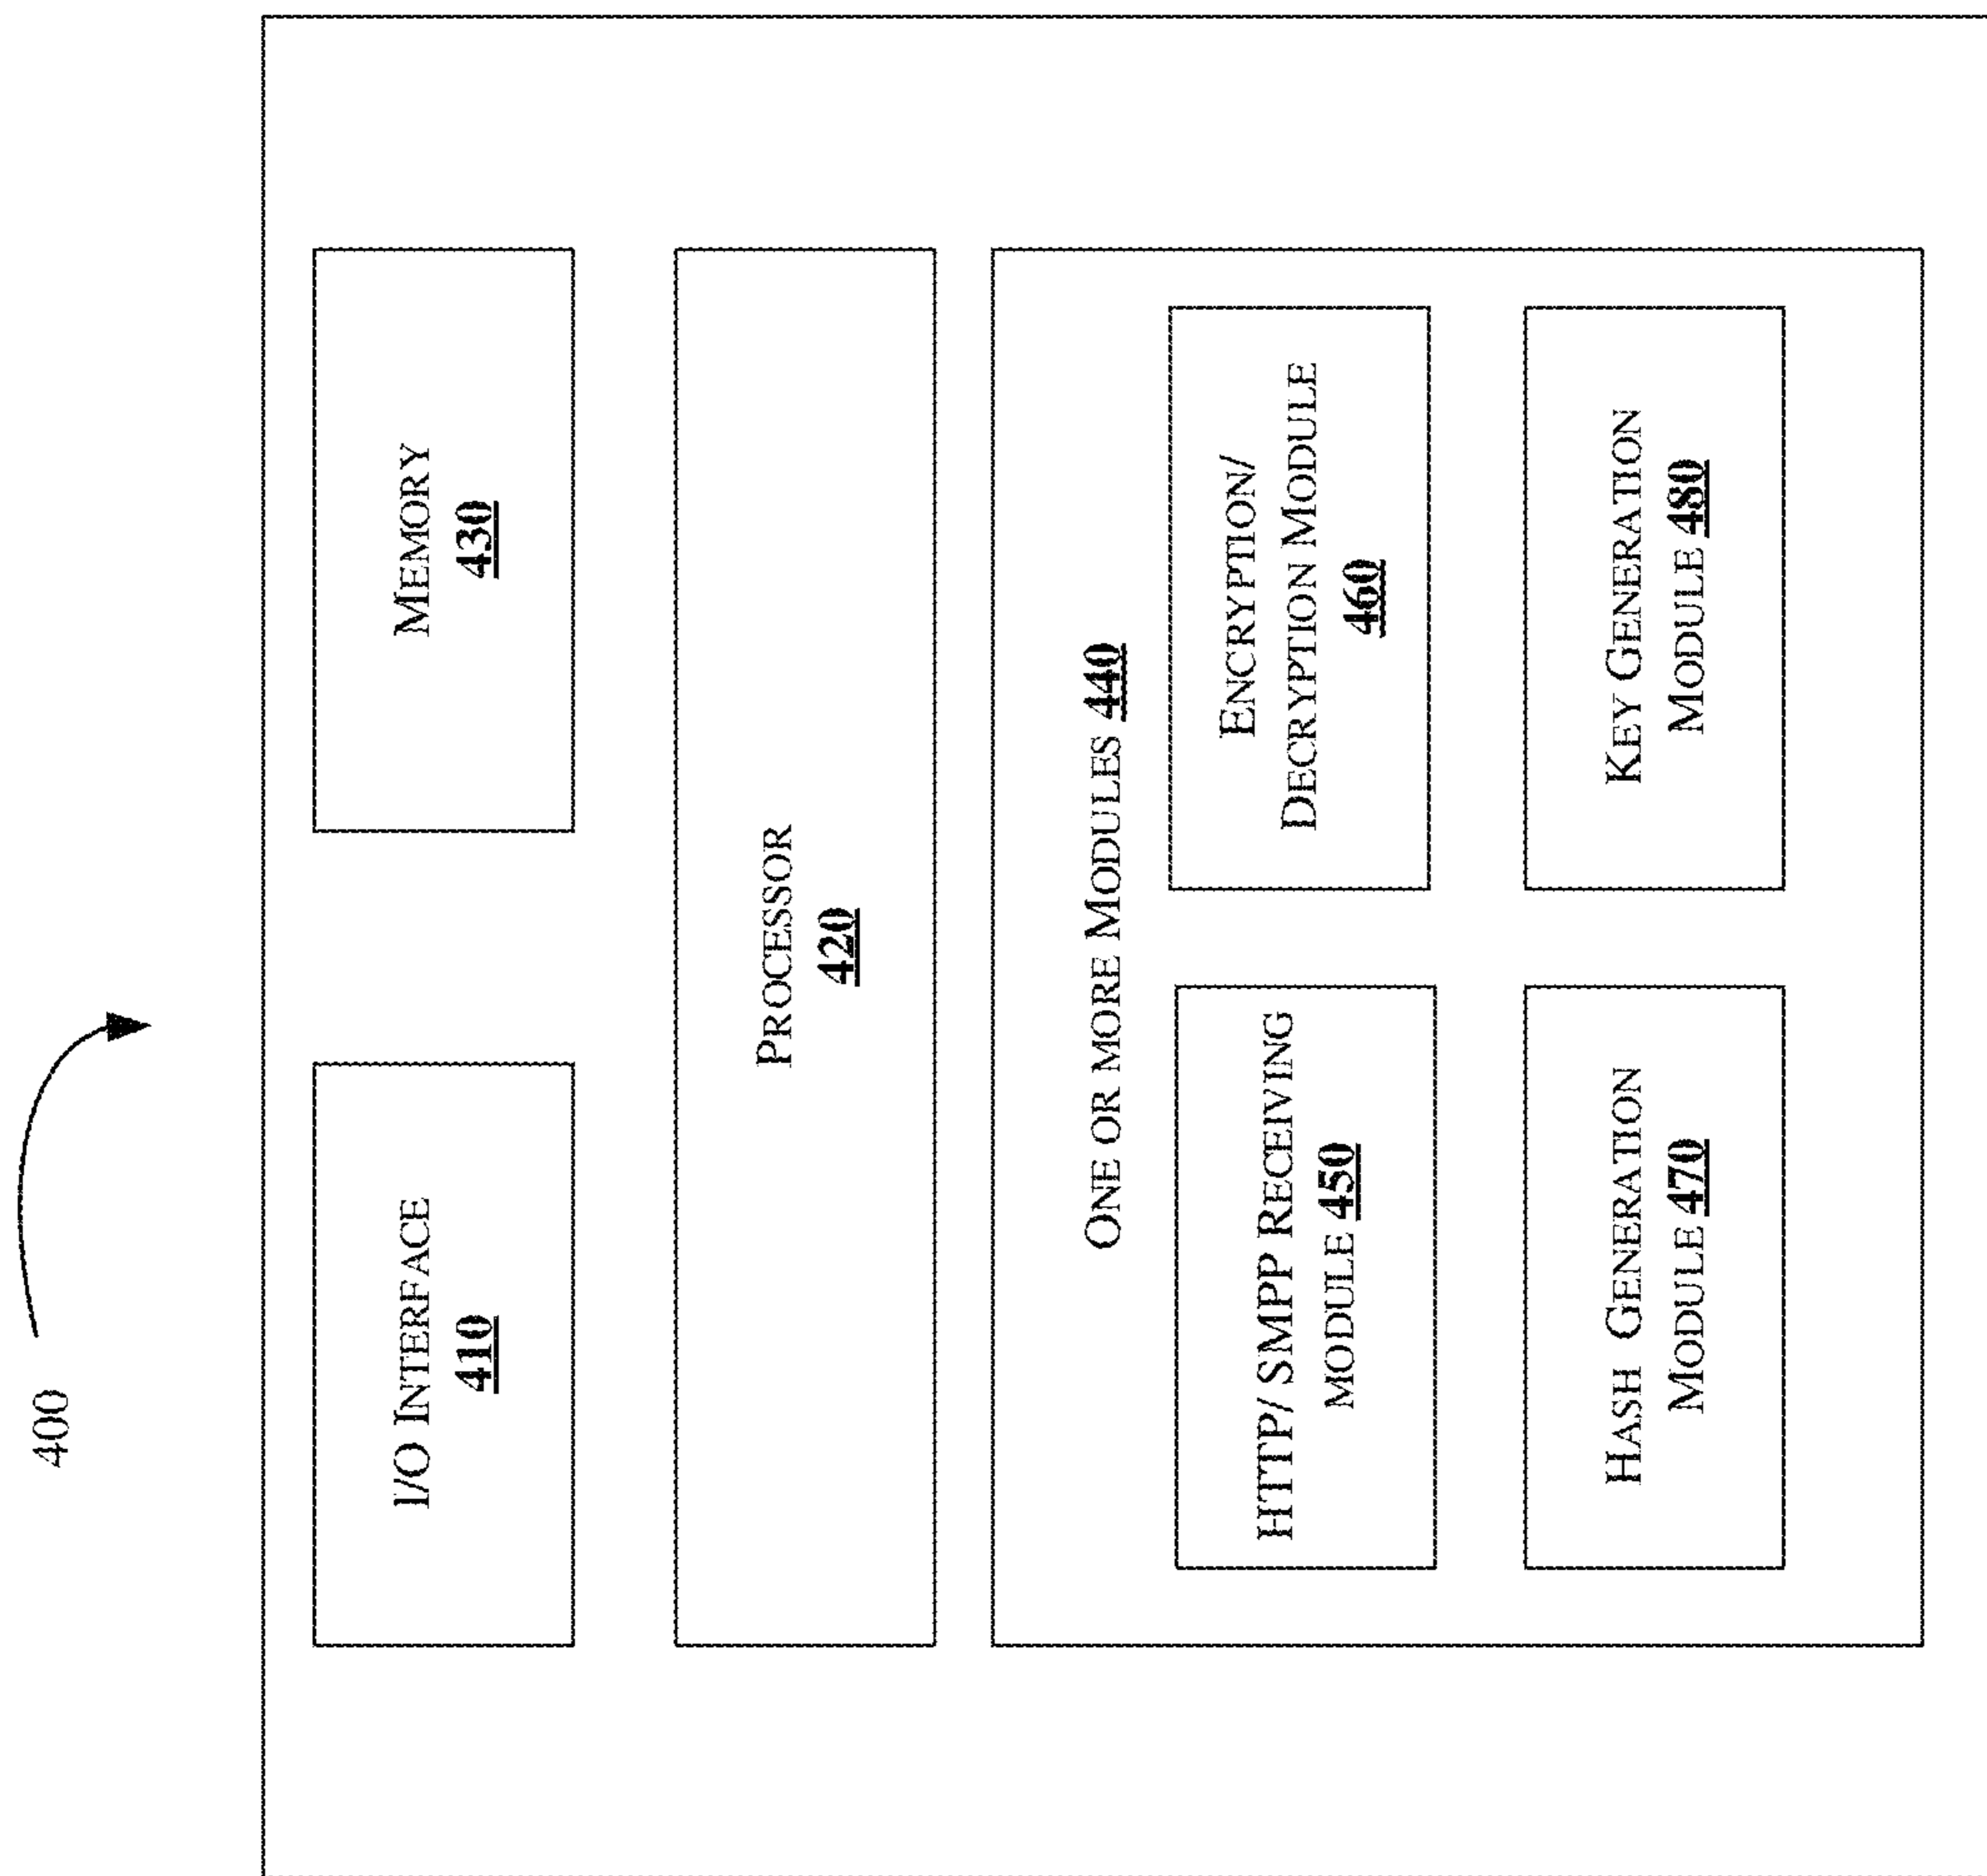 400
I/O INTERFACE
410
MEMORY
430
PROCESSOR
420
ONE OR MORE MODULES 440
HTTP/ SMPP RECEIVING
MODULE 450
ENCRYPTION/
DECRYPTION MODULE
460
HASH GENERATION
MODULE 470
KEY GENERATION
MODULE 480